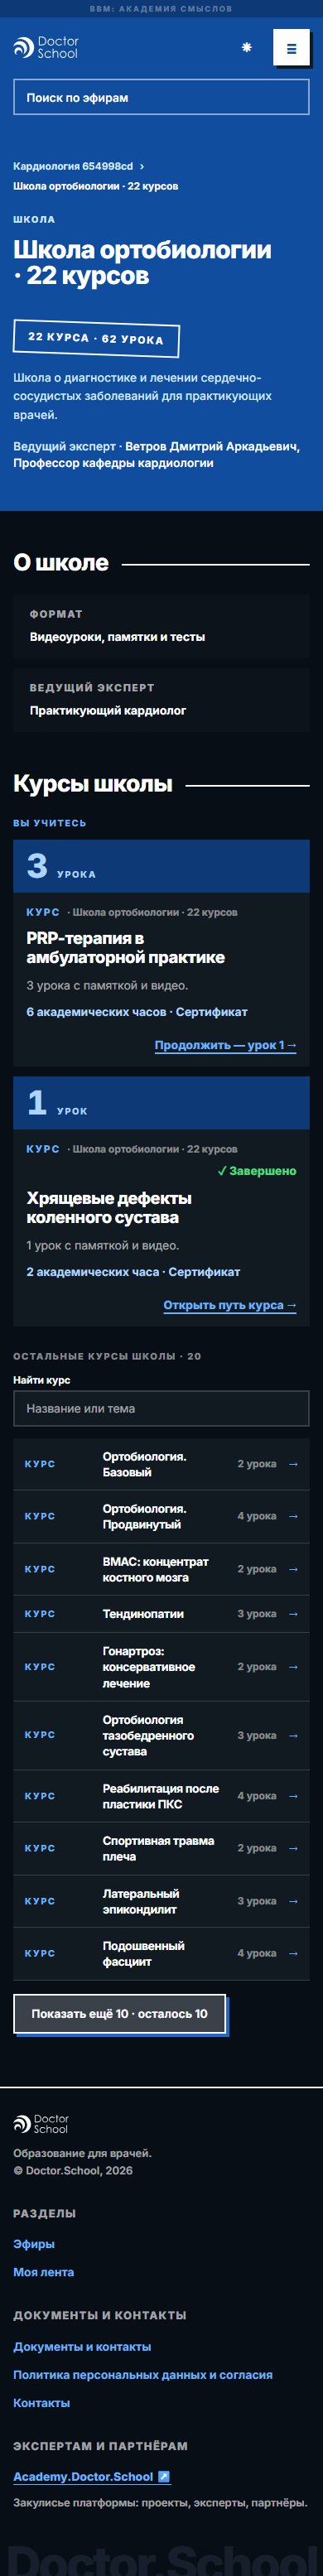 ВВМ: АКАДЕМИЯ СМЫСЛОВ
Doctor
School
Поиск по эфирам
Кардиология 654998cd ›
Школа ортобиологии · 22 курсов
ШКОЛА
Школа ортобиологии
· 22 курсов
22 КУРСА · 62 УРОКА
Школа о диагностике и лечении сердечно-
сосудистых заболеваний для практикующих
врачей.
Ведущий эксперт · Ветров Дмитрий Аркадьевич,
Профессор кафедры кардиологии
О школе
ФОРМАТ
Видеоуроки, памятки и тесты
ВЕДУЩИЙ ЭКСПЕРТ
Практикующий кардиолог
Курсы школы
ВЫ УЧИТЕСЬ
3 УРОКА
КУРС · Школа ортобиологии · 22 курсов
PRP-терапия в
амбулаторной практике
3 урока с памяткой и видео.
6 академических часов · Сертификат
Продолжить — урок 1 →
1 УРОК
КУРС · Школа ортобиологии · 22 курсов
✓ Завершено
Хрящевые дефекты
коленного сустава
1 урок с памяткой и видео.
2 академических часа · Сертификат
Открыть путь курса →
ОСТАЛЬНЫЕ КУРСЫ ШКОЛЫ · 20
Найти курс
Название или тема
КУРС Ортобиология. 2 урока →
Базовый
КУРС Ортобиология. 4 урока →
Продвинутый
КУРС BMAC: концентрат 2 урока →
костного мозга
КУРС Тендинопатии 3 урока →
Гонартроз:
КУРС консервативное 2 урока →
лечение
Ортобиология
КУРС тазобедренного 3 урока →
сустава
КУРС Реабилитация после 4 урока →
пластики ПКС
КУРС Спортивная травма 2 урока →
плеча
КУРС Латеральный 3 урока →
эпикондилит
КУРС Подошвенный 4 урока →
фасциит
Показать ещё 10 · осталось 10
Doctor
School
Образование для врачей.
© Doctor.School, 2026
РАЗДЕЛЫ
Эфиры
Моя лента
ДОКУМЕНТЫ И КОНТАКТЫ
Документы и контакты
Политика персональных данных и согласия
Контакты
ЭКСПЕРТАМ И ПАРТНЁРАМ
Academy.Doctor.School ↗
Закулисье платформы: проекты, эксперты, партнёры.
Doctor.School